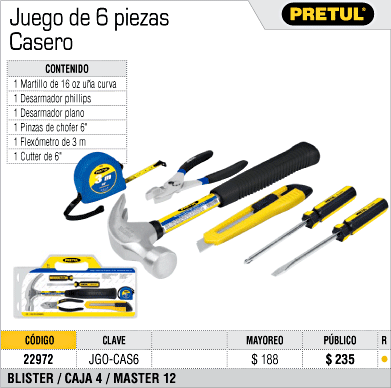 Juego de 6 piezas
Casero
PRETUL®
CONTENIDO
1 Martillo de 16 oz uña curva
1 Desarmador phillips
1 Desarmador plano
1 Pinzas de chofer 6"
1 Flexómetro de 3 m
1 Cutter de 6"
CÓDIGO CLAVE MAYOREO PÚBLICO R
22972 JGO-CAS6 $ 188 $ 235 •
BLISTER / CAJA 4 / MASTER 12